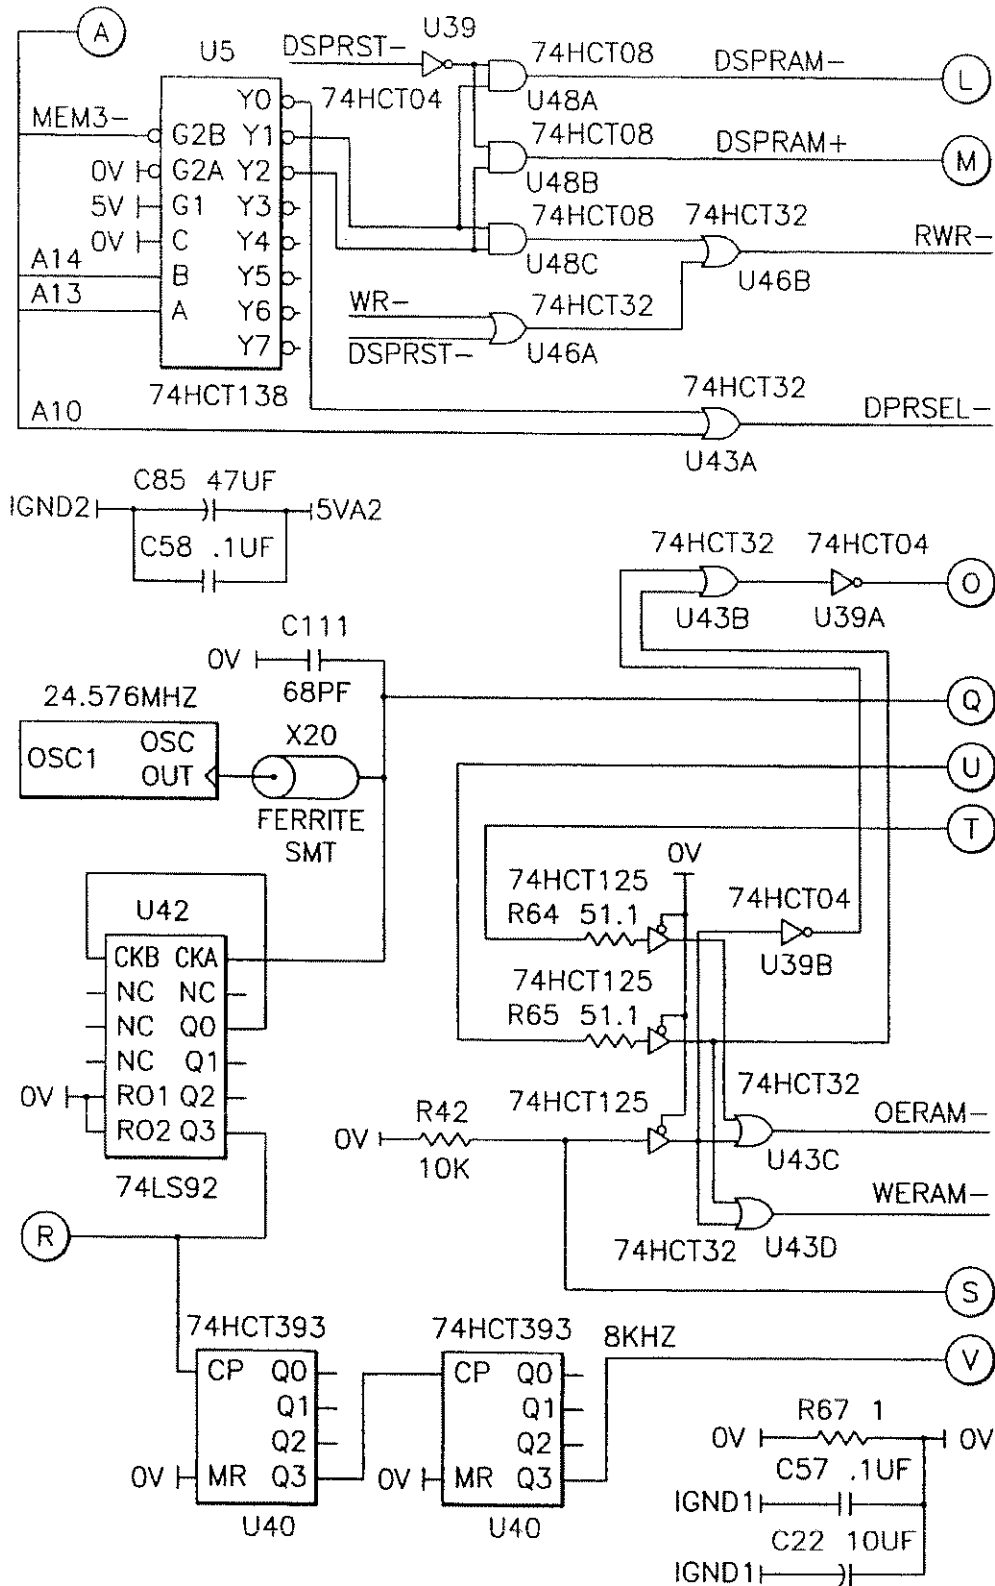 A
U5
DSPRST-
U39
74HCT04
74HCT08
U48A
DSPRAM-
L
MEM3-
0V
5V
0V
A14
A13
G2B
G2A
G1
C
B
A
Y0
Y1
Y2
Y3
Y4
Y5
Y6
Y7
74HCT138
74HCT08
U48B
DSPRAM+
M
74HCT08
U48C
74HCT32
U46B
RWR-
WR-
DSPRST-
74HCT32
U46A
A10
74HCT32
U43A
DPRSEL-
C85 47UF
IGND2
5VA2
C58 .1UF
74HCT32
U43B
74HCT04
U39A
O
C111
0V
68PF
Q
24.576MHZ
OSC1
OSC
OUT
X20
FERRITE
SMT
U
T
0V
74HCT125
R64 51.1
74HCT04
U39B
74HCT125
R65 51.1
U42
CKB CKA
NC NC
NC Q0
NC Q1
RO1 Q2
RO2 Q3
0V
74LS92
74HCT125
R42
0V
10K
74HCT32
U43C
OERAM-
WERAM-
74HCT32
U43D
R
S
74HCT393
CP Q0
Q1
Q2
0V
MR Q3
U40
74HCT393
CP Q0
Q1
Q2
0V
MR Q3
U40
8KHZ
V
R67 1
0V
0V
C57 .1UF
IGND1
C22 10UF
IGND1